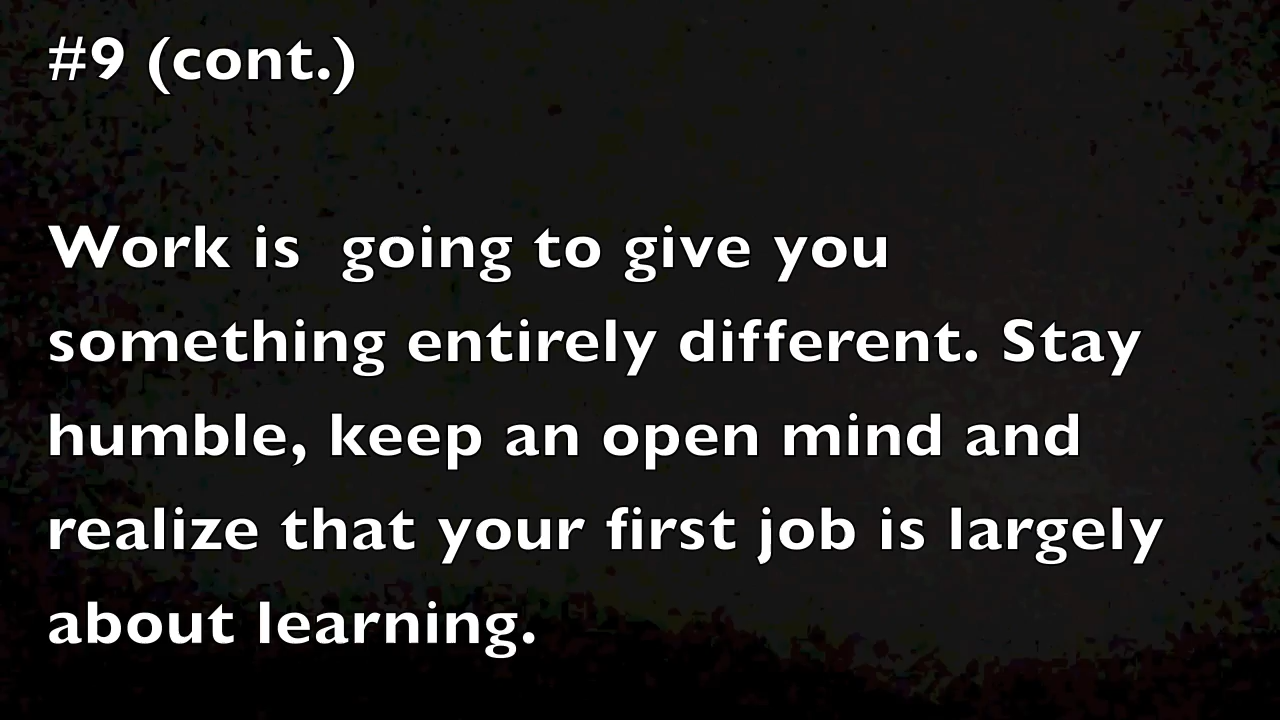 #9 (cont.)
Work is  going to give you
something entirely different. Stay
humble, keep an open mind and
realize that your first job is largely
about learning.